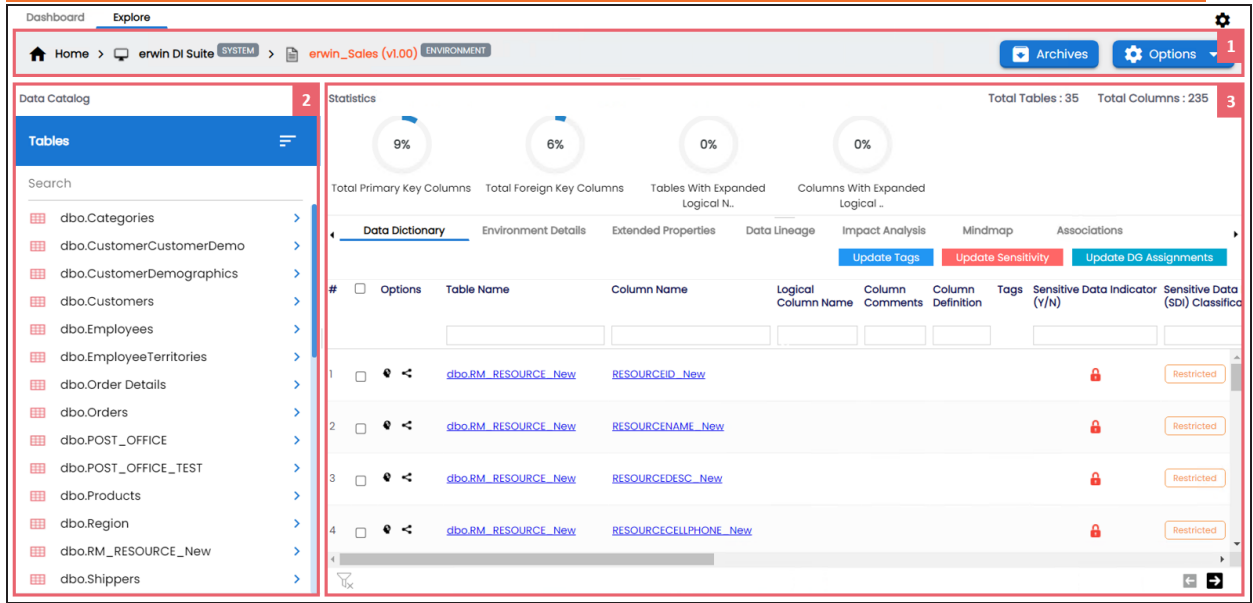 Dashboard Explore
Home > erwin DI Suite SYSTEM > erwin_Sales (v1.00) ENVIRONMENT Archives Options 1
Data Catalog 2
Tables
Search
dbo.Categories
dbo.CustomerCustomerDemo
dbo.CustomerDemographics
dbo.Customers
dbo.Employees
dbo.EmployeeTerritories
dbo.Order Details
dbo.Orders
dbo.POST_OFFICE
dbo.POST_OFFICE_TEST
dbo.Products
dbo.Region
dbo.RM_RESOURCE_New
dbo.Shippers
Statistics Total Tables : 35 Total Columns : 235 3
9% 6% 0% 0%
Total Primary Key Columns Total Foreign Key Columns Tables With Expanded Columns With Expanded
Logical N.. Logical ..
Data Dictionary Environment Details Extended Properties Data Lineage Impact Analysis Mindmap Associations
Update Tags Update Sensitivity Update DG Assignments
# Options Table Name Column Name Logical Column Column Tags Sensitive Data Indicator Sensitive Data
Column Name Comments Definition (Y/N) (SDI) Classifica
1 dbo.RM_RESOURCE_New RESOURCEID_New Restricted
2 dbo.RM_RESOURCE_New RESOURCENAME_New Restricted
3 dbo.RM_RESOURCE_New RESOURCEDESC_New Restricted
4 dbo.RM_RESOURCE_New RESOURCECELLPHONE_New Restricted